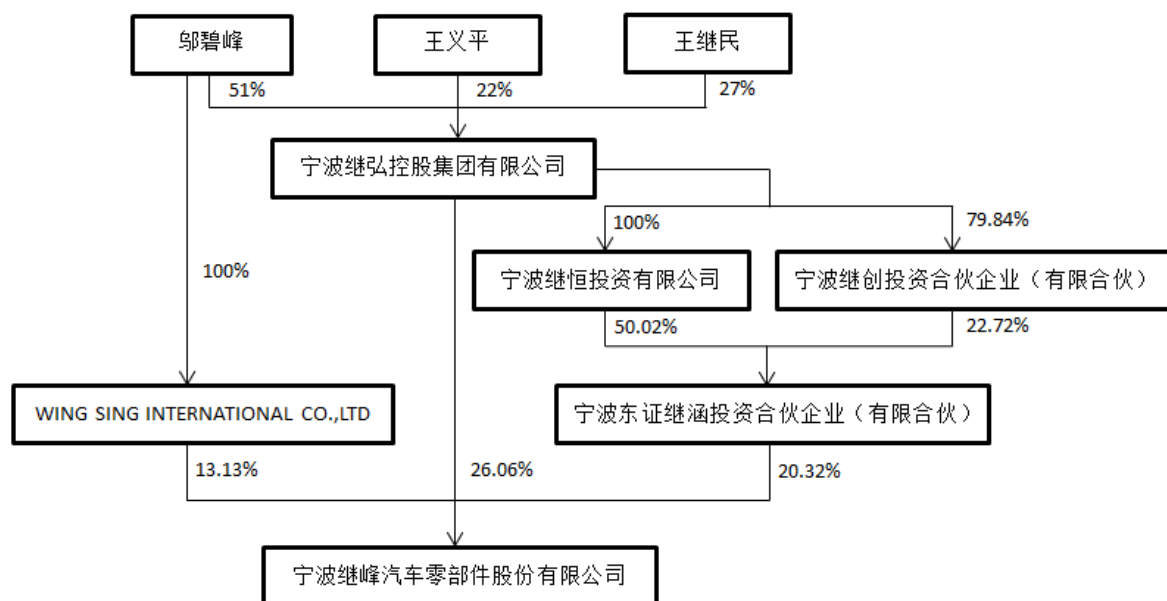 邬碧峰
王义平
王继民
51%
22%
27%
宁波继弘控股集团有限公司
100%
79.84%
100%
宁波继恒投资有限公司
宁波继创投资合伙企业（有限合伙）
50.02%
22.72%
WING SING INTERNATIONAL CO.,LTD
宁波东证继涵投资合伙企业（有限合伙）
13.13%
26.06%
20.32%
宁波继峰汽车零部件股份有限公司